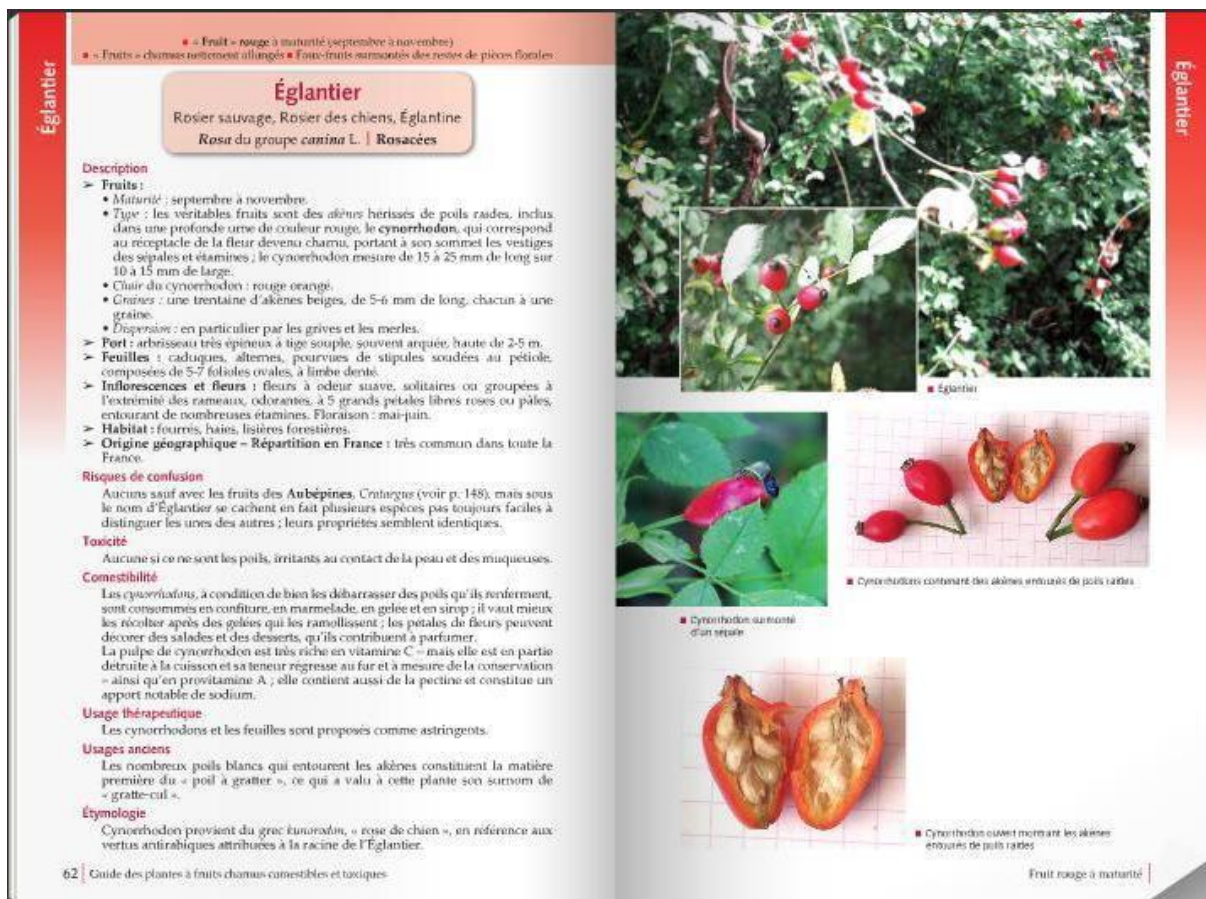 Églantier
■ « Fruit » rouge à maturité (septembre à novembre)
■ « Fruits » charnus nettement allongés ■ Faux-fruits surmontés des restes de pièces florales
Églantier
Rosier sauvage, Rosier des chiens, Églantine
Rosa du groupe canina L. | Rosacées
Description
➢ Fruits :
• Maturité : septembre à novembre.
• Type : les véritables fruits sont des akènes hérissés de poils raides, inclus
dans une profonde urne de couleur rouge, le cynorrhodon, qui correspond
au réceptacle de la fleur devenu charnu, portant à son sommet les vestiges
des sépales et étamines ; le cynorrhodon mesure de 15 à 25 mm de long sur
10 à 15 mm de large.
• Chair du cynorrhodon : rouge orangé.
• Graines : une trentaine d'akènes beiges, de 5-6 mm de long, chacun à une
graine.
• Dispersion : en particulier par les grives et les merles.
➢ Port : arbrisseau très épineux à tige souple, souvent arquée, haute de 2-5 m.
➢ Feuilles : caduques, alternes, pourvues de stipules soudées au pétiole,
composées de 5-7 folioles ovales, à limbe denté.
➢ Inflorescences et fleurs : fleurs à odeur suave, solitaires ou groupées à
l'extrémité des rameaux, odorantes, à 5 grands pétales libres roses ou pâles,
entourant de nombreuses étamines. Floraison : mai-juin.
➢ Habitat : fourrés, haies, lisières forestières.
➢ Origine géographique – Répartition en France : très commun dans toute la
France.
Risques de confusion
Aucuns sauf avec les fruits des Aubépines, Crataegus (voir p. 148), mais sous
le nom d'Églantier se cachent en fait plusieurs espèces pas toujours faciles à
distinguer les unes des autres ; leurs propriétés semblent identiques.
Toxicité
Aucune si ce ne sont les poils, irritants au contact de la peau et des muqueuses.
Comestibilité
Les cynorrhodons, à condition de bien les débarrasser des poils qu'ils renferment,
sont consommés en confiture, en marmelade, en gelée et en sirop ; il vaut mieux
les récolter après des gelées qui les ramollissent ; les pétales de fleurs peuvent
décorer des salades et des desserts, qu'ils contribuent à parfumer.
La pulpe de cynorrhodon est très riche en vitamine C – mais elle est en partie
détruite à la cuisson et sa teneur régresse au fur et à mesure de la conservation
– ainsi qu'en provitamine A ; elle contient aussi de la pectine et constitue un
apport notable de sodium.
Usage thérapeutique
Les cynorrhodons et les feuilles sont proposés comme astringents.
Usages anciens
Les nombreux poils blancs qui entourent les akènes constituent la matière
première du « poil à gratter », ce qui a valu à cette plante son surnom de
« gratte-cul ».
Étymologie
Cynorrhodon provient du grec kunorodon, « rose de chien », en référence aux
vertus antirabiques attribuées à la racine de l'Églantier.
62 | Guide des plantes à fruits charnus comestibles et toxiques
Églantier
■ Églantier
■ Cynorrhodons contenant des akènes entourés de poils raides
■ Cynorrhodon surmonté
d'un sépale
■ Cynorrhodon ouvert montrant les akènes
entourés de poils raides
Fruit rouge à maturité |